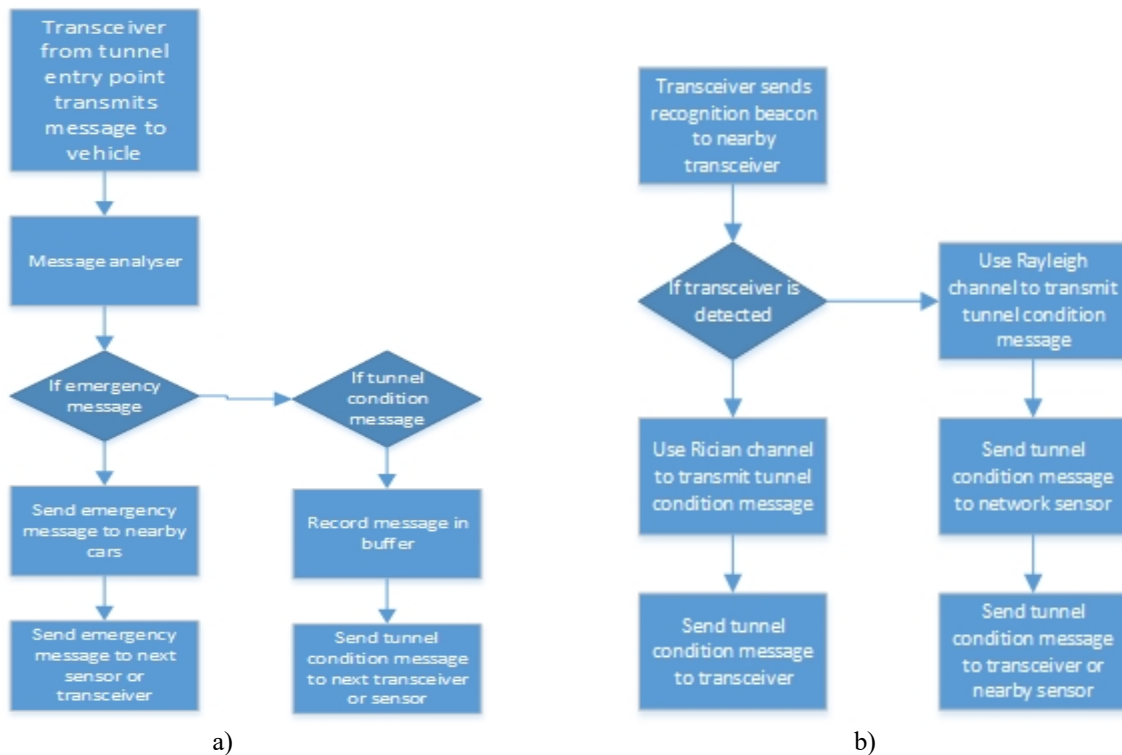 Transceiver
from tunnel
entry point
transmits
message to
vehicle
Message analyser
If emergency
message
If tunnel
condition
message
Send emergency
message to nearby
cars
Record message in
buffer
Send emergency
message to next
sensor or
transceiver
Send tunnel
condition message
to next transceiver
or sensor
a)
Transceiver sends
recognition beacon
to nearby
transceiver
If transceiver is
detected
Use Rayleigh
channel to transmit
tunnel condition
message
Use Rician channel
to transmit tunnel
condition message
Send tunnel
condition message
to network sensor
Send tunnel
condition message
to transceiver
Send tunnel
condition message
to transceiver or
nearby sensor
b)